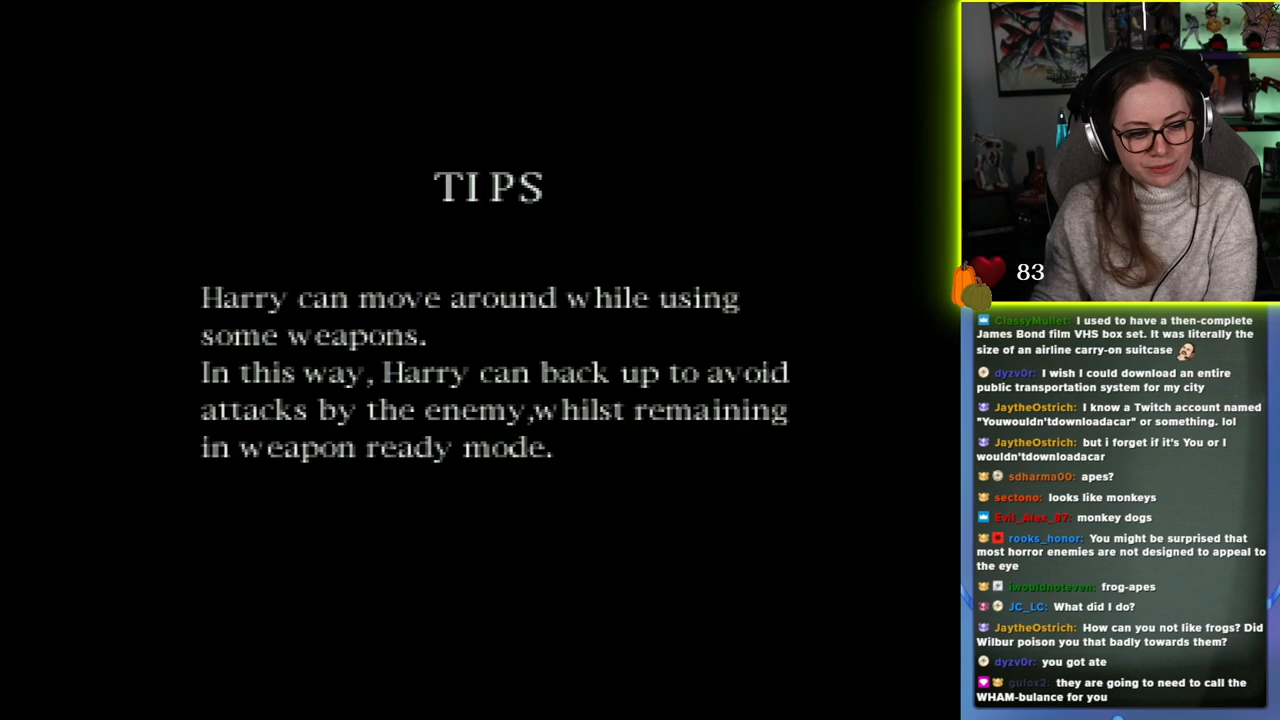 TIPS
Harry can move around while using
some weapons.
In this way, Harry can back up to avoid
attacks by the enemy,whilst remaining
in weapon ready mode.
83
ClassyMullet: I used to have a then-complete
James Bond film VHS box set. It was literally the
size of an airline carry-on suitcase
dyzv0r: I wish I could download an entire
public transportation system for my city
JaytheOstrich: I know a Twitch account named
"Youwouldn'tdownloadacar" or something. lol
JaytheOstrich: but i forget if it's You or I
wouldn'tdownloadacar
sdharma00: apes?
sectono: looks like monkeys
Evil_Alex_87: monkey dogs
rooks_honor: You might be surprised that
most horror enemies are not designed to appeal to
the eye
iwouldnoteven: frog-apes
JC_LC: What did I do?
JaytheOstrich: How can you not like frogs? Did
Wilbur poison you that badly towards them?
dyzv0r: you got ate
gulox2: they are going to need to call the
WHAM-bulance for you